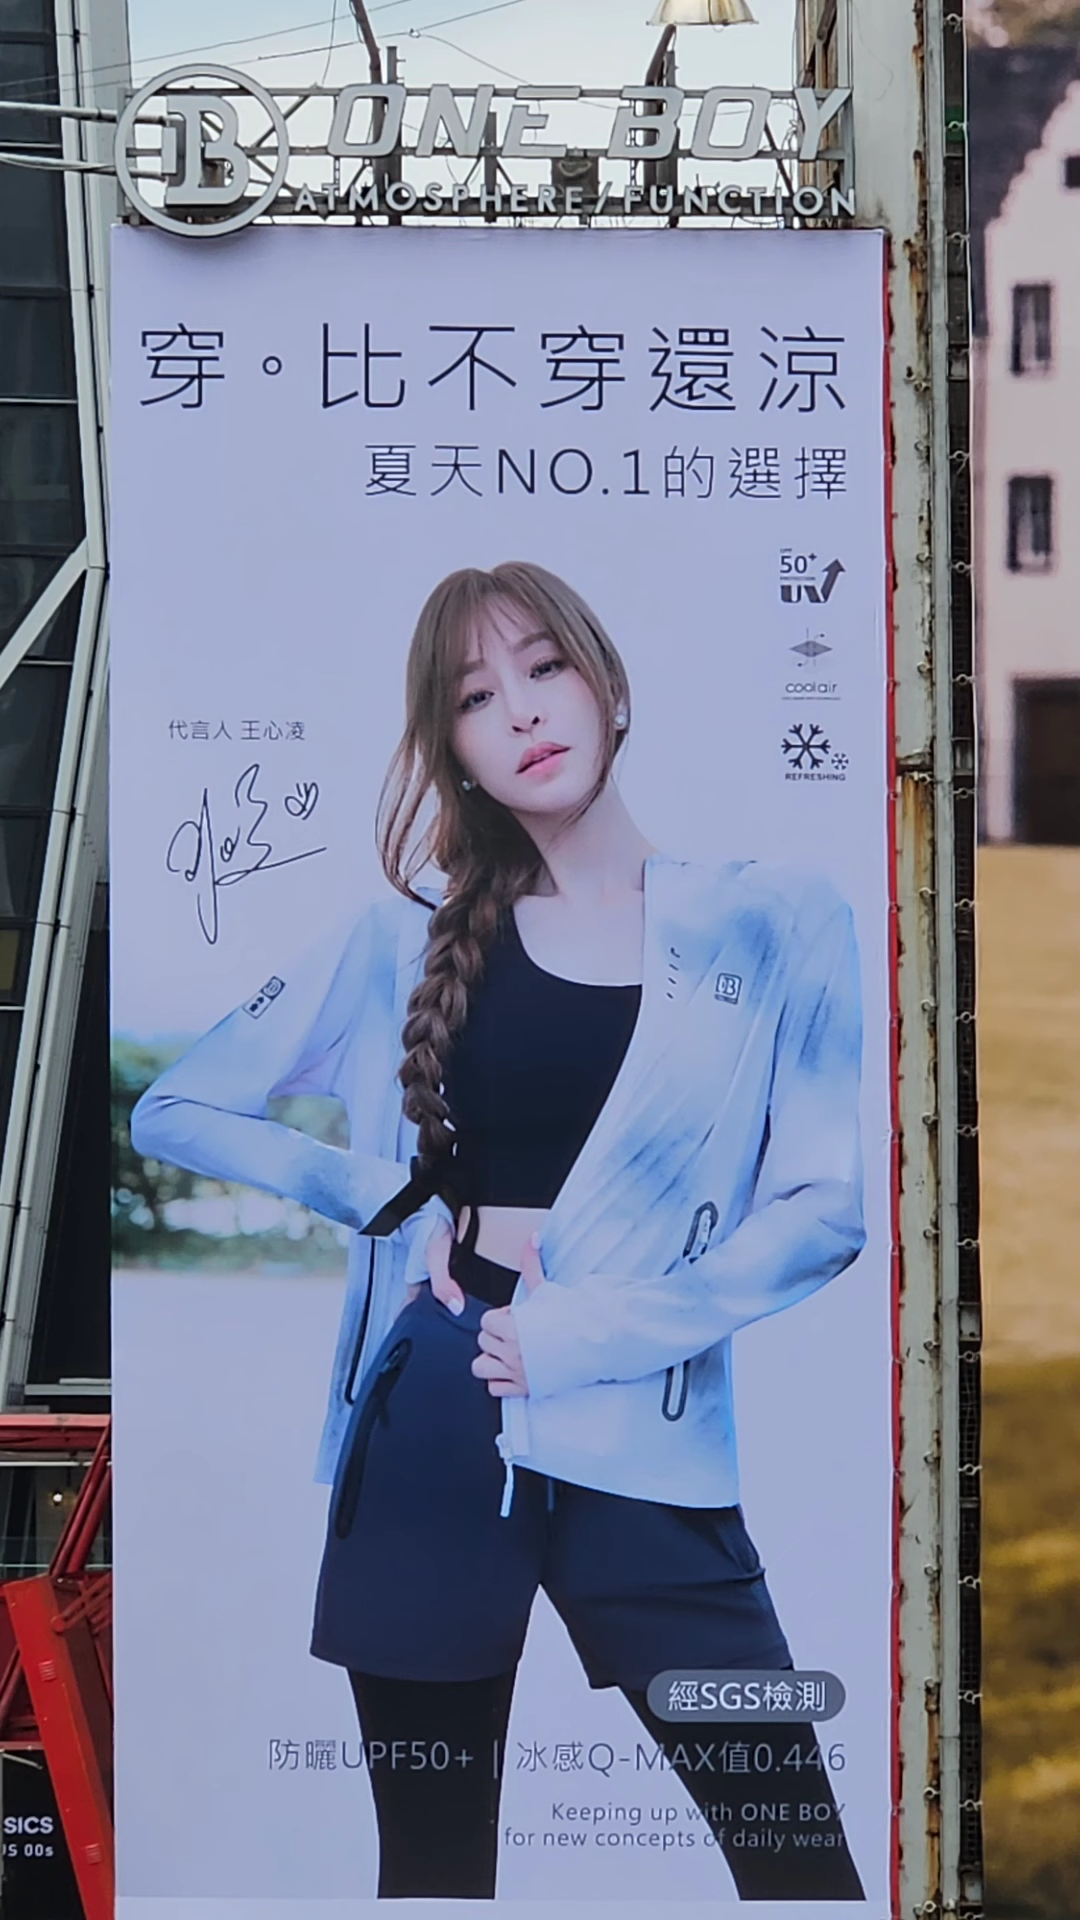 B ONE BOY
ATMOSPHERE/FUNCTION
穿。比不穿還涼
夏天NO.1的選擇
50+
UV
coolair
REFRESHING
代言人 王心凌
B
經SGS檢測
防曬UPF50+ | 冰感Q-MAX值0.446
Keeping up with ONE BOY
for new concepts of daily wear
SICS
US 00s